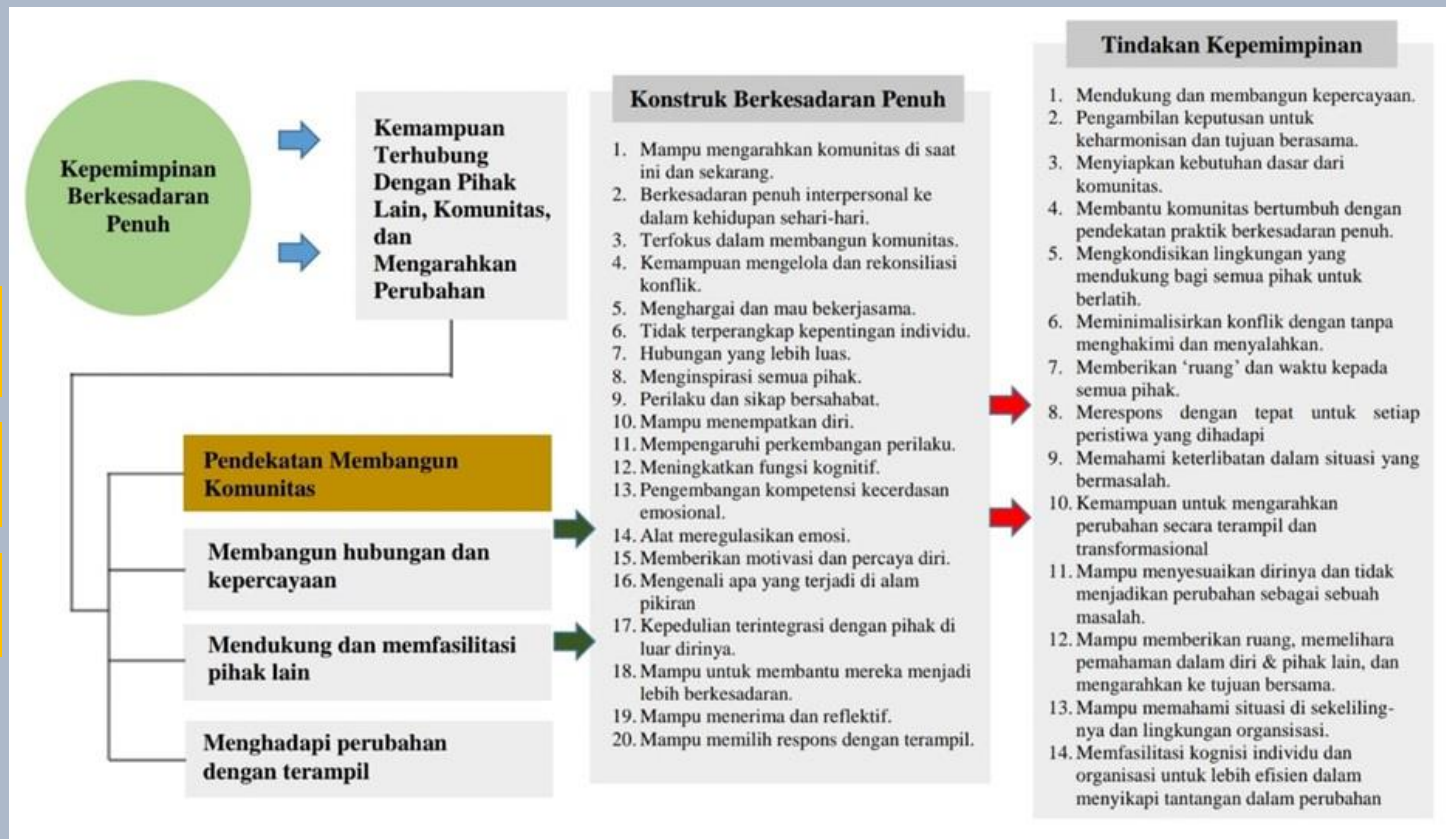 Kepemimpinan
Berkesadaran
Penuh
Kemampuan
Terhubung
Dengan Pihak
Lain, Komunitas,
dan
Mengarahkan
Perubahan
Pendekatan Membangun
Komunitas
Membangun hubungan dan
kepercayaan
Mendukung dan memfasilitasi
pihak lain
Menghadapi perubahan
dengan terampil
Konstruk Berkesadaran Penuh
1. Mampu mengarahkan komunitas di saat
ini dan sekarang.
2. Berkesadaran penuh interpersonal ke
dalam kehidupan sehari-hari.
3. Terfokus dalam membangun komunitas.
4. Kemampuan mengelola dan rekonsiliasi
konflik.
5. Menghargai dan mau bekerjasama.
6. Tidak terperangkap kepentingan individu.
7. Hubungan yang lebih luas.
8. Menginspirasi semua pihak.
9. Perilaku dan sikap bersahabat.
10. Mampu menempatkan diri.
11. Mempengaruhi perkembangan perilaku.
12. Meningkatkan fungsi kognitif.
13. Pengembangan kompetensi kecerdasan
emosional.
14. Alat meregulasikan emosi.
15. Memberikan motivasi dan percaya diri.
16. Mengenali apa yang terjadi di alam
pikiran
17. Kepedulian terintegrasi dengan pihak di
luar dirinya.
18. Mampu untuk membantu mereka menjadi
lebih berkesadaran.
19. Mampu menerima dan reflektif.
20. Mampu memilih respons dengan terampil.
Tindakan Kepemimpinan
1. Mendukung dan membangun kepercayaan.
2. Pengambilan keputusan untuk
keharmonisan dan tujuan berasama.
3. Menyiapkan kebutuhan dasar dari
komunitas.
4. Membantu komunitas bertumbuh dengan
pendekatan praktik berkesadaran penuh.
5. Mengkondisikan lingkungan yang
mendukung bagi semua pihak untuk
berlatih.
6. Meminimalisirkan konflik dengan tanpa
menghakimi dan menyalahkan.
7. Memberikan ‘ruang’ dan waktu kepada
semua pihak.
8. Merespons dengan tepat untuk setiap
peristiwa yang dihadapi
9. Memahami keterlibatan dalam situasi yang
bermasalah.
10. Kemampuan untuk mengarahkan
perubahan secara terampil dan
transformasional
11. Mampu menyesuaikan dirinya dan tidak
menjadikan perubahan sebagai sebuah
masalah.
12. Mampu memberikan ruang, memelihara
pemahaman dalam diri & pihak lain, dan
mengarahkan ke tujuan bersama.
13. Mampu memahami situasi di sekeliling-
nya dan lingkungan organsisasi.
14. Memfasilitasi kognisi individu dan
organisasi untuk lebih efisien dalam
menyikapi tantangan dalam perubahan